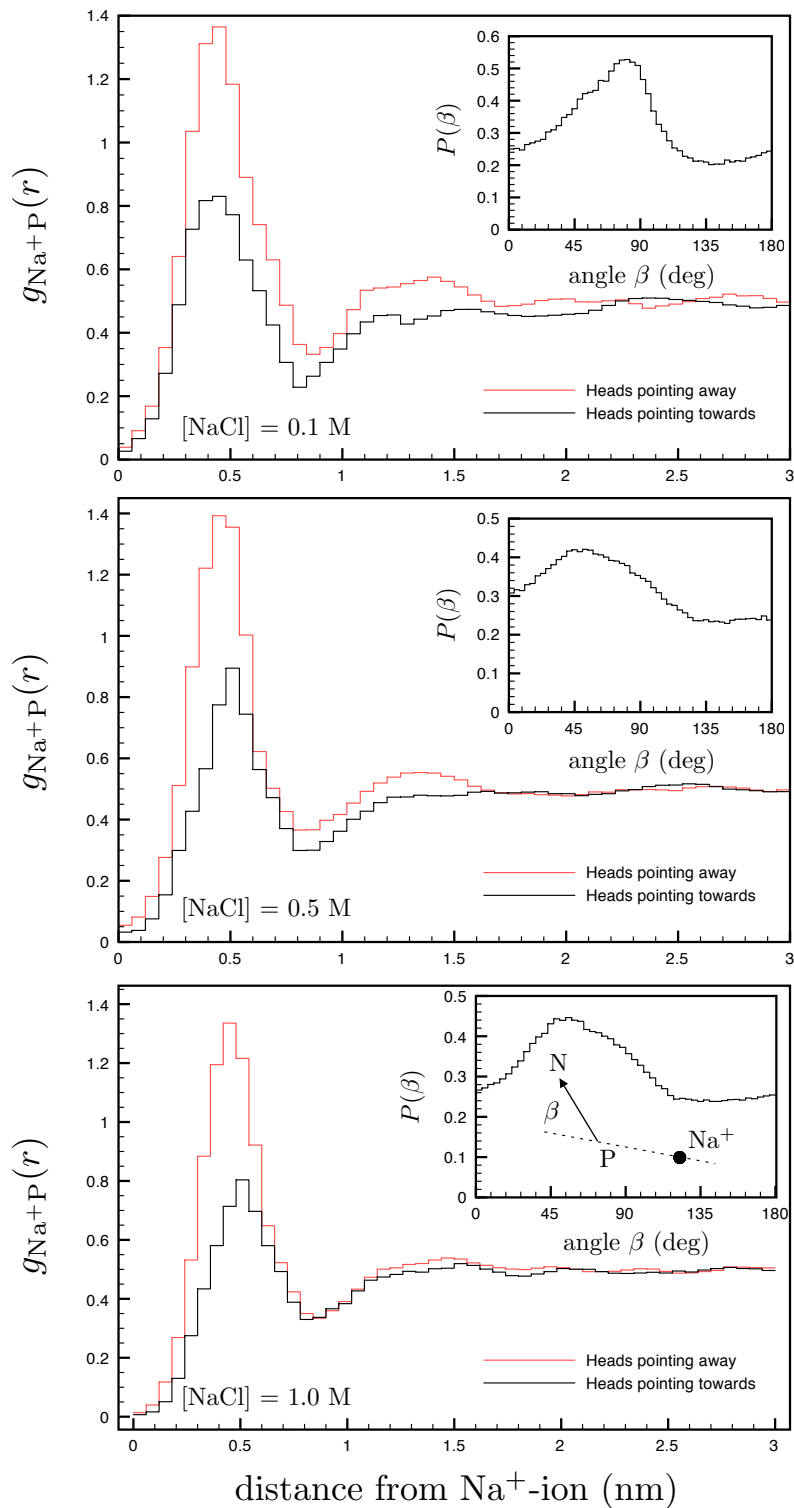 1.4
1.2
1
0.8
0.6
0.4
0.2
0
g_{Na^+P}(r)
0 0.5 1 1.5 2 2.5 3
[NaCl] = 0.1 M
Heads pointing away
Heads pointing towards
0.6
0.5
0.4
0.3
0.2
0.1
0
P(β)
0 45 90 135 180
angle β (deg)
1.4
1.2
1
0.8
0.6
0.4
0.2
0
g_{Na^+P}(r)
0 0.5 1 1.5 2 2.5 3
[NaCl] = 0.5 M
Heads pointing away
Heads pointing towards
0.5
0.4
0.3
0.2
0.1
0
P(β)
0 45 90 135 180
angle β (deg)
1.4
1.2
1
0.8
0.6
0.4
0.2
0
g_{Na^+P}(r)
0 0.5 1 1.5 2 2.5 3
[NaCl] = 1.0 M
Heads pointing away
Heads pointing towards
0.5
0.4
0.3
0.2
0.1
0
P(β)
N
β
P
Na^+
0 45 90 135 180
angle β (deg)
distance from Na^+-ion (nm)